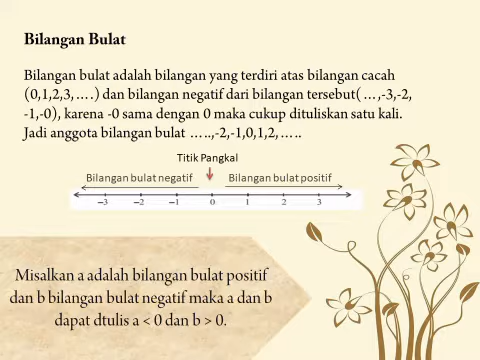 Bilangan Bulat
Bilangan bulat adalah bilangan yang terdiri atas bilangan cacah
(0,1,2,3,....) dan bilangan negatif dari bilangan tersebut( ...,-3,-2,
-1,-0), karena -0 sama dengan 0 maka cukup dituliskan satu kali.
Jadi anggota bilangan bulat .....,-2,-1,0,1,2,.....
Titik Pangkal
Bilangan bulat negatif Bilangan bulat positif
–3 –2 –1 0 1 2 3
Misalkan a adalah bilangan bulat positif
dan b bilangan bulat negatif maka a dan b
dapat dtulis a < 0 dan b > 0.